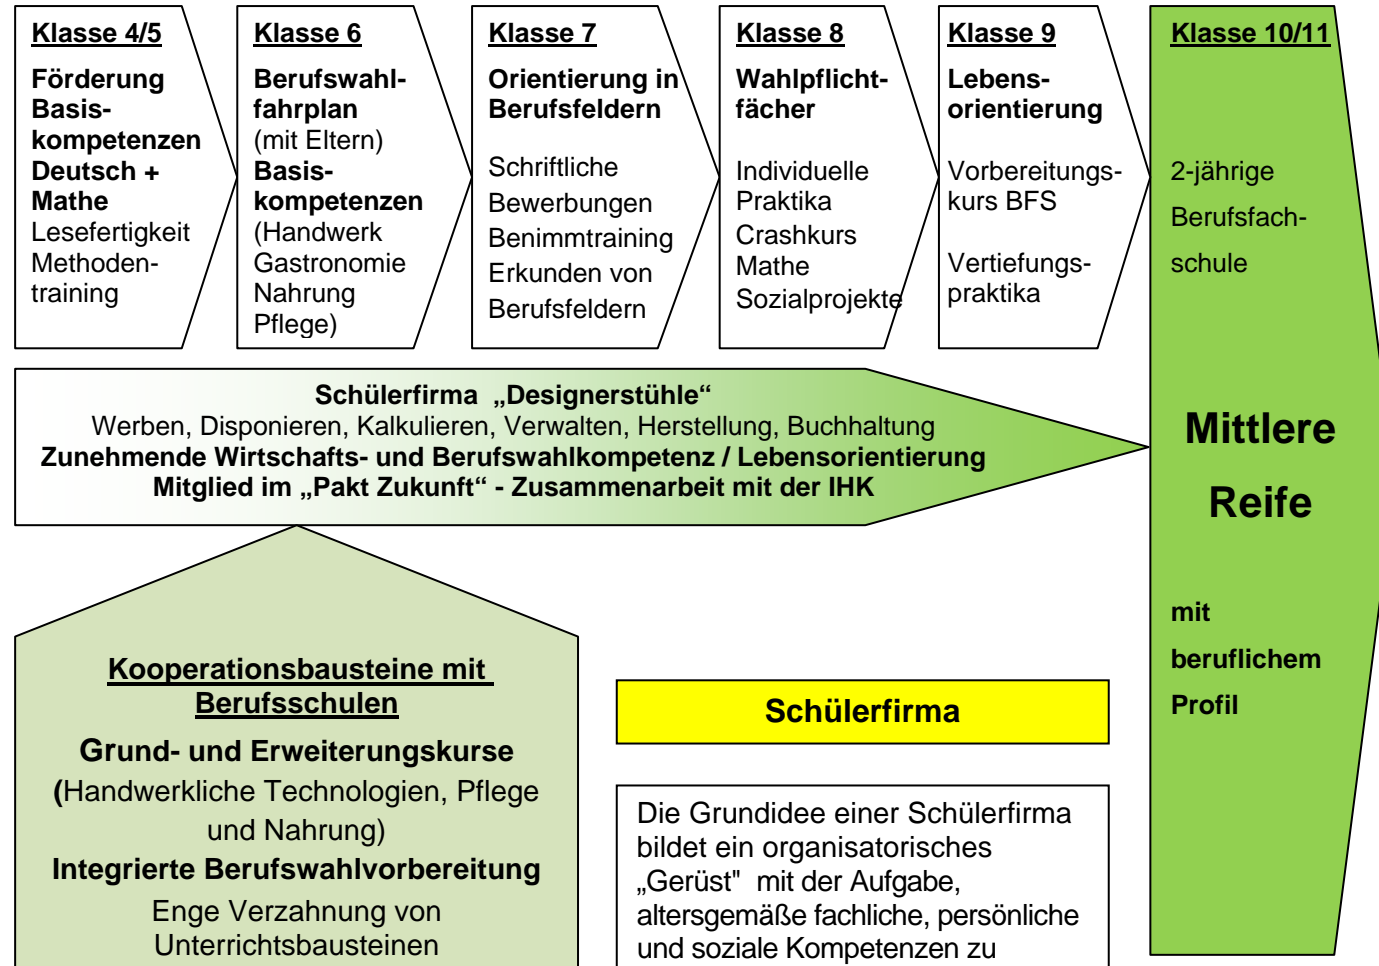 Klasse 4/5
Förderung
Basis-
kompetenzen
Deutsch +
Mathe
Lesefertigkeit
Methoden-
training
Klasse 6
Berufswahl-
fahrplan
(mit Eltern)
Basis-
kompetenzen
(Handwerk
Gastronomie
Nahrung
Pflege)
Klasse 7
Orientierung in
Berufsfeldern
Schriftliche
Bewerbungen
Benimmtraining
Erkunden von
Berufsfeldern
Klasse 8
Wahlpflicht-
fächer
Individuelle
Praktika
Crashkurs
Mathe
Sozialprojekte
Klasse 9
Lebens-
orientierung
Vorbereitungs-
kurs BFS
Vertiefungs-
praktika
Klasse 10/11
2-jährige
Berufsfach-
schule
Mittlere
Reife
mit
beruflichem
Profil
Schülerfirma „Designerstühle“
Werben, Disponieren, Kalkulieren, Verwalten, Herstellung, Buchhaltung
Zunehmende Wirtschafts- und Berufswahlkompetenz / Lebensorientierung
Mitglied im „Pakt Zukunft“ - Zusammenarbeit mit der IHK
Kooperationsbausteine mit
Berufsschulen
Grund- und Erweiterungskurse
(Handwerkliche Technologien, Pflege
und Nahrung)
Integrierte Berufswahlvorbereitung
Enge Verzahnung von
Unterrichtsbausteinen
Schülerfirma
Die Grundidee einer Schülerfirma
bildet ein organisatorisches
„Gerüst" mit der Aufgabe,
altersgemäße fachliche, persönliche
und soziale Kompetenzen zu